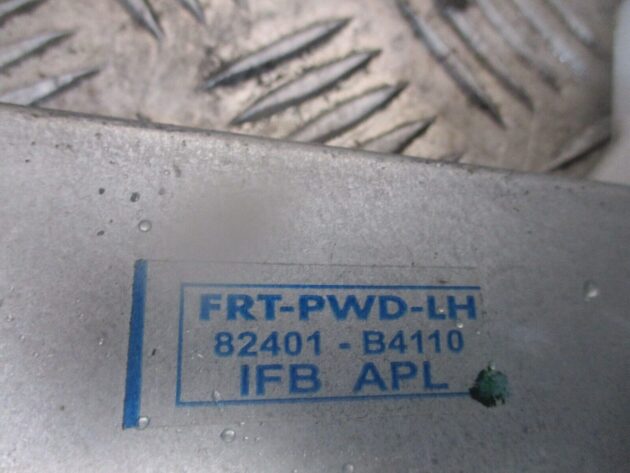 FRT-PWD-LH
82401 - B4110
IFB APL